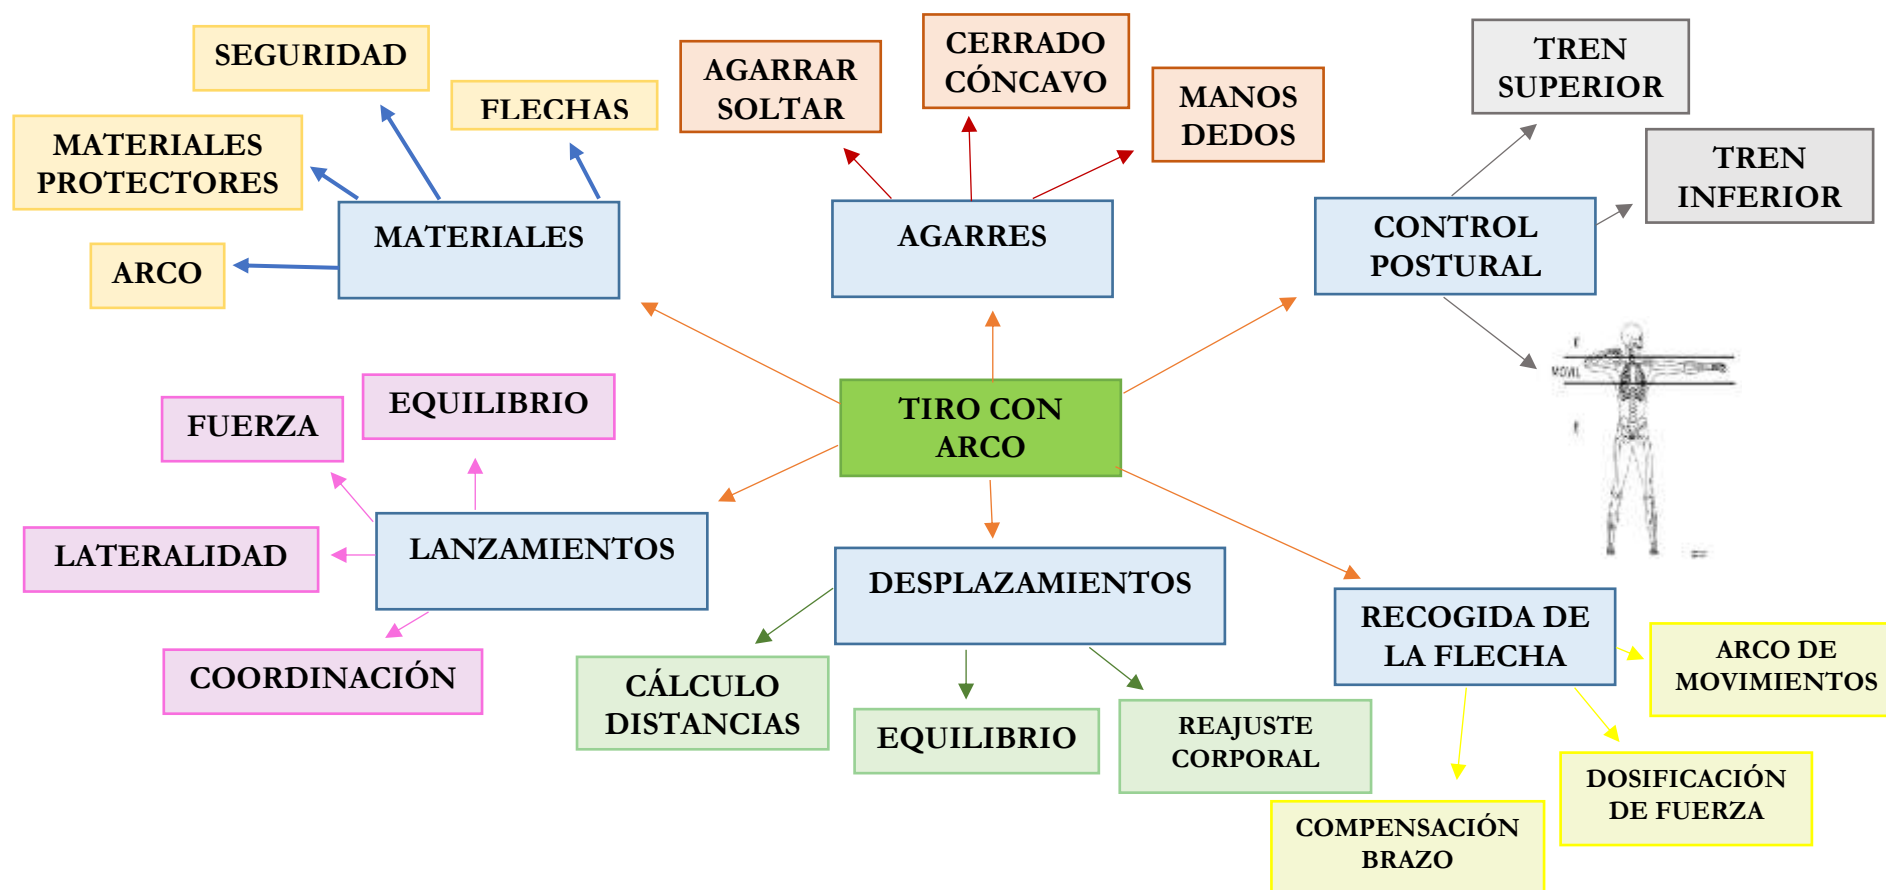 SEGURIDAD
FLECHAS
MATERIALES
PROTECTORES
ARCO
MATERIALES
AGARRAR
SOLTAR
CERRADO
CÓNCAVO
MANOS
DEDOS
AGARRES
TREN
SUPERIOR
TREN
INFERIOR
CONTROL
POSTURAL
MOVIL
TIRO CON
ARCO
EQUILIBRIO
FUERZA
LATERALIDAD
LANZAMIENTOS
COORDINACIÓN
DESPLAZAMIENTOS
CÁLCULO
DISTANCIAS
EQUILIBRIO
REAJUSTE
CORPORAL
RECOGIDA DE
LA FLECHA
ARCO DE
MOVIMIENTOS
DOSIFICACIÓN
DE FUERZA
COMPENSACIÓN
BRAZO